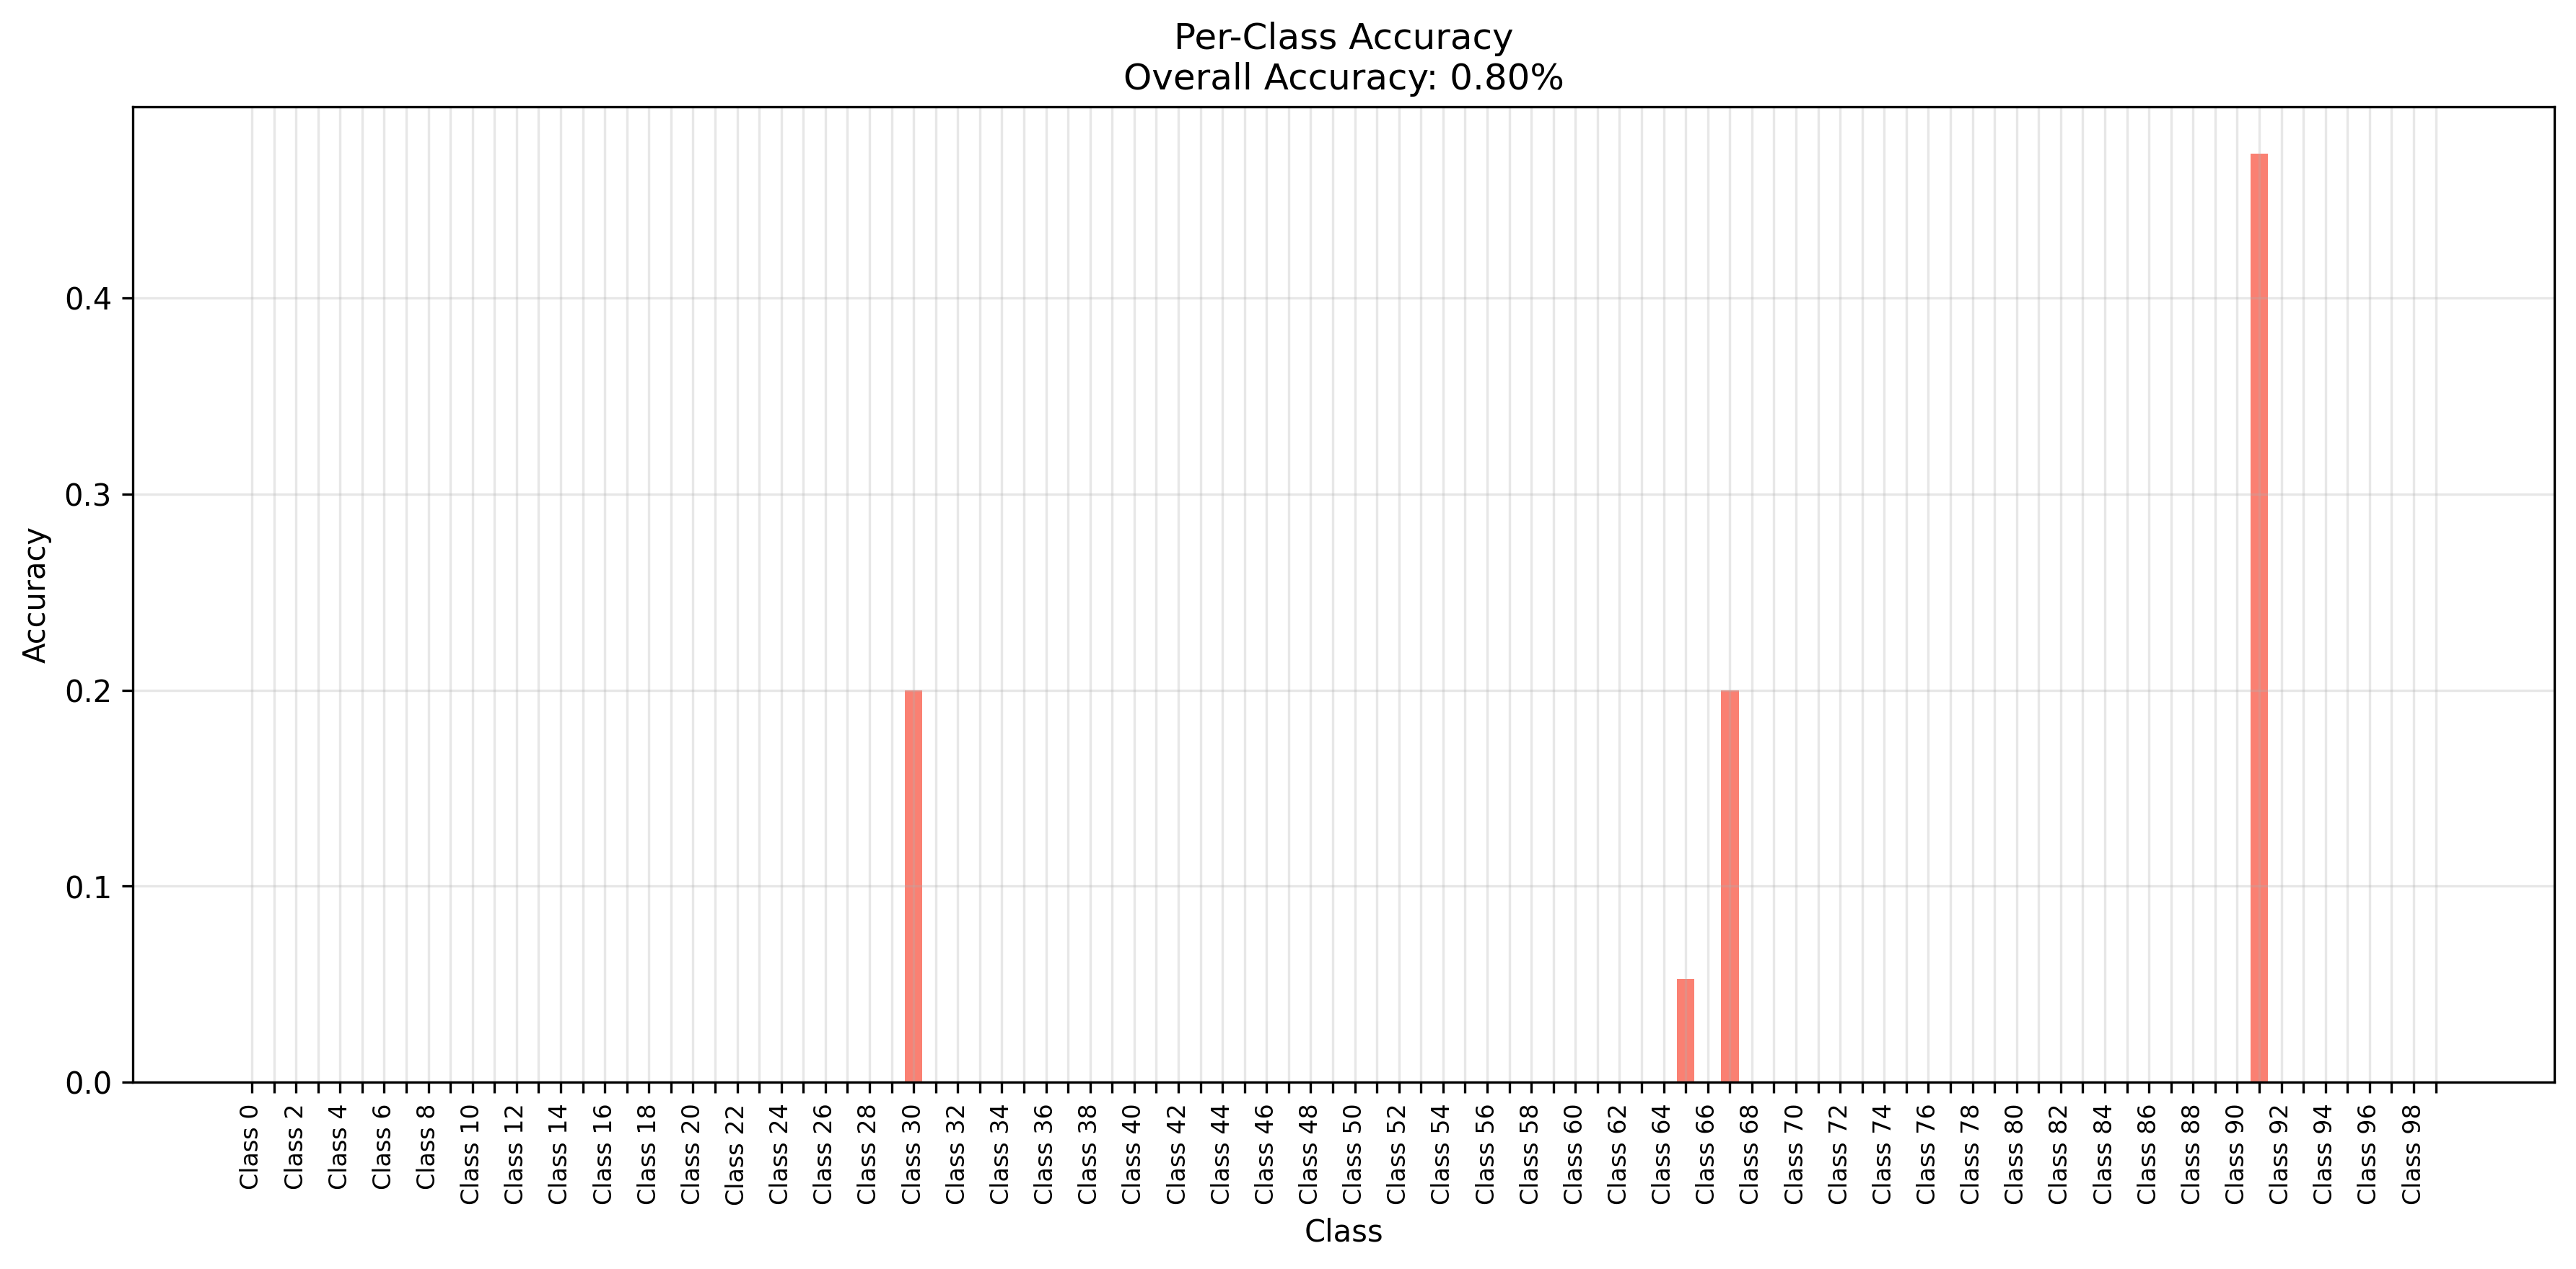 Per-Class Accuracy
Overall Accuracy: 0.80%
Accuracy
0.4
0.3
0.2
0.1
0.0
Class 0
Class 2
Class 4
Class 6
Class 8
Class 10
Class 12
Class 14
Class 16
Class 18
Class 20
Class 22
Class 24
Class 26
Class 28
Class 30
Class 32
Class 34
Class 36
Class 38
Class 40
Class 42
Class 44
Class 46
Class 48
Class 50
Class 52
Class 54
Class 56
Class 58
Class 60
Class 62
Class 64
Class 66
Class 68
Class 70
Class 72
Class 74
Class 76
Class 78
Class 80
Class 82
Class 84
Class 86
Class 88
Class 90
Class 92
Class 94
Class 96
Class 98
Class